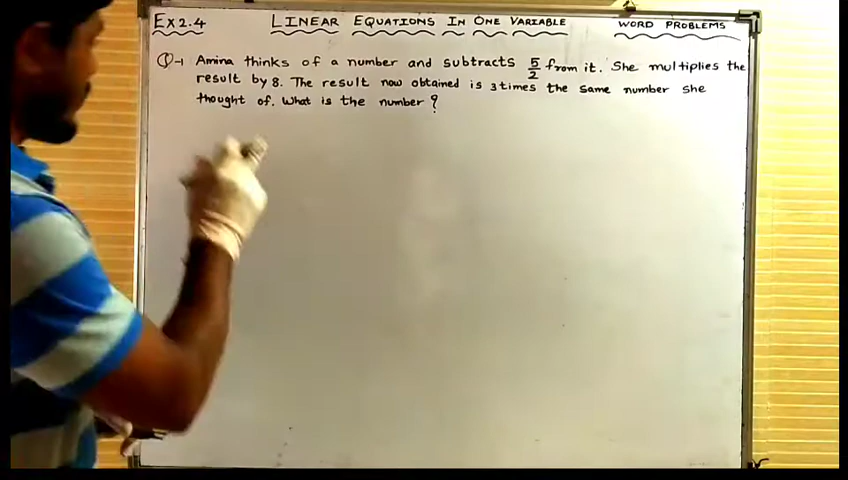 Ex 2.4 LINEAR EQUATIONS IN ONE VARIABLE WORD PROBLEMS
Q-1 Amina thinks of a number and subtracts 5/2 from it. She multiplies the
result by 8. The result now obtained is 3 times the same number she
thought of. What is the number ?